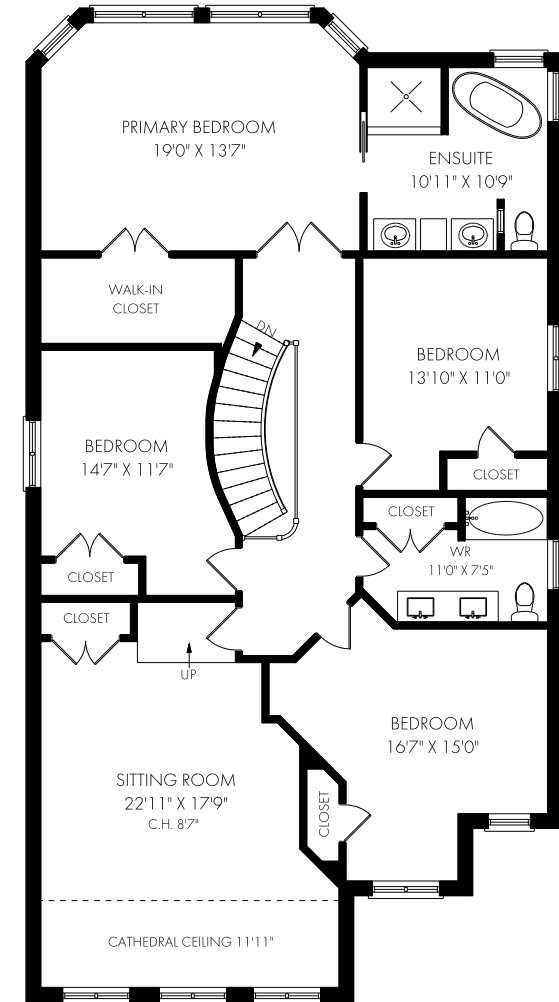 PRIMARY BEDROOM
19'0" X 13'7"
ENSUITE
10'11" X 10'9"
WALK-IN
CLOSET
DN
BEDROOM
13'10" X 11'0"
BEDROOM
14'7" X 11'7"
CLOSET
CLOSET
WR
11'0" X 7'5"
CLOSET
CLOSET
UP
BEDROOM
16'7" X 15'0"
SITTING ROOM
22'11" X 17'9"
C.H. 8'7"
CLOSET
CATHEDRAL CEILING 11'11"